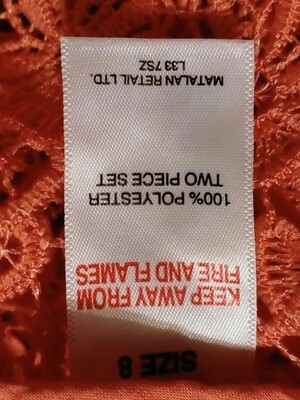 SIZE 8
KEEP AWAY FROM
FIRE AND FLAMES
100% POLYESTER
TWO PIECE SET
MATALAN RETAIL LTD.
L33 7SZ